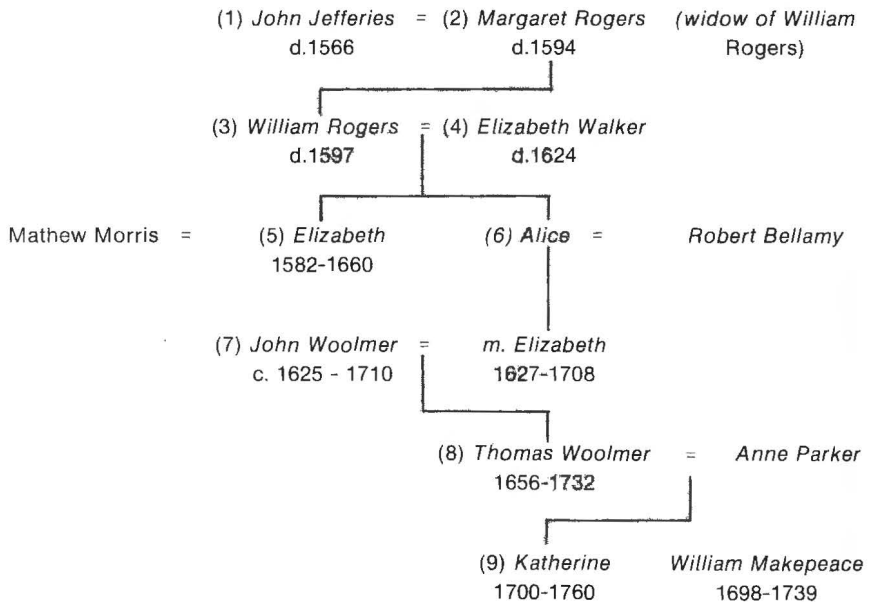 (1) John Jefferies = (2) Margaret Rogers (widow of William
d.1566 d.1594 Rogers)
(3) William Rogers = (4) Elizabeth Walker
d.1597 d.1624
Mathew Morris = (5) Elizabeth (6) Alice = Robert Bellamy
1582-1660
(7) John Woolmer = m. Elizabeth
c. 1625 - 1710 1627-1708
(8) Thomas Woolmer = Anne Parker
1656-1732
(9) Katherine William Makepeace
1700-1760 1698-1739